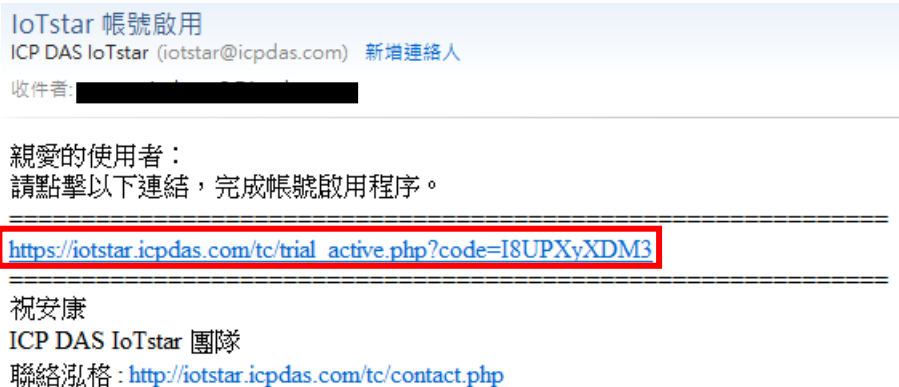 IoTstar 帳號啟用
ICP DAS IoTstar (iotstar@icpdas.com) 新增連絡人
收件者:
親愛的使用者：
請點擊以下連結，完成帳號啟用程序。
=============================================================
https://iotstar.icpdas.com/tc/trial_active.php?code=I8UPXyXDM3
=============================================================
祝安康
ICP DAS IoTstar 團隊
聯絡泓格 : http://iotstar.icpdas.com/tc/contact.php